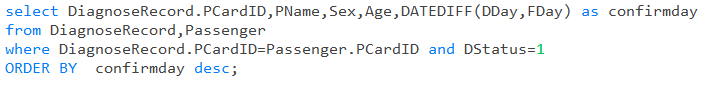 select DiagnoseRecord.PCardID,PName,Sex,Age,DATEDIFF(DDay,FDay) as confirmday
from DiagnoseRecord,Passenger
where DiagnoseRecord.PCardID=Passenger.PCardID and DStatus=1
ORDER BY  confirmday desc;